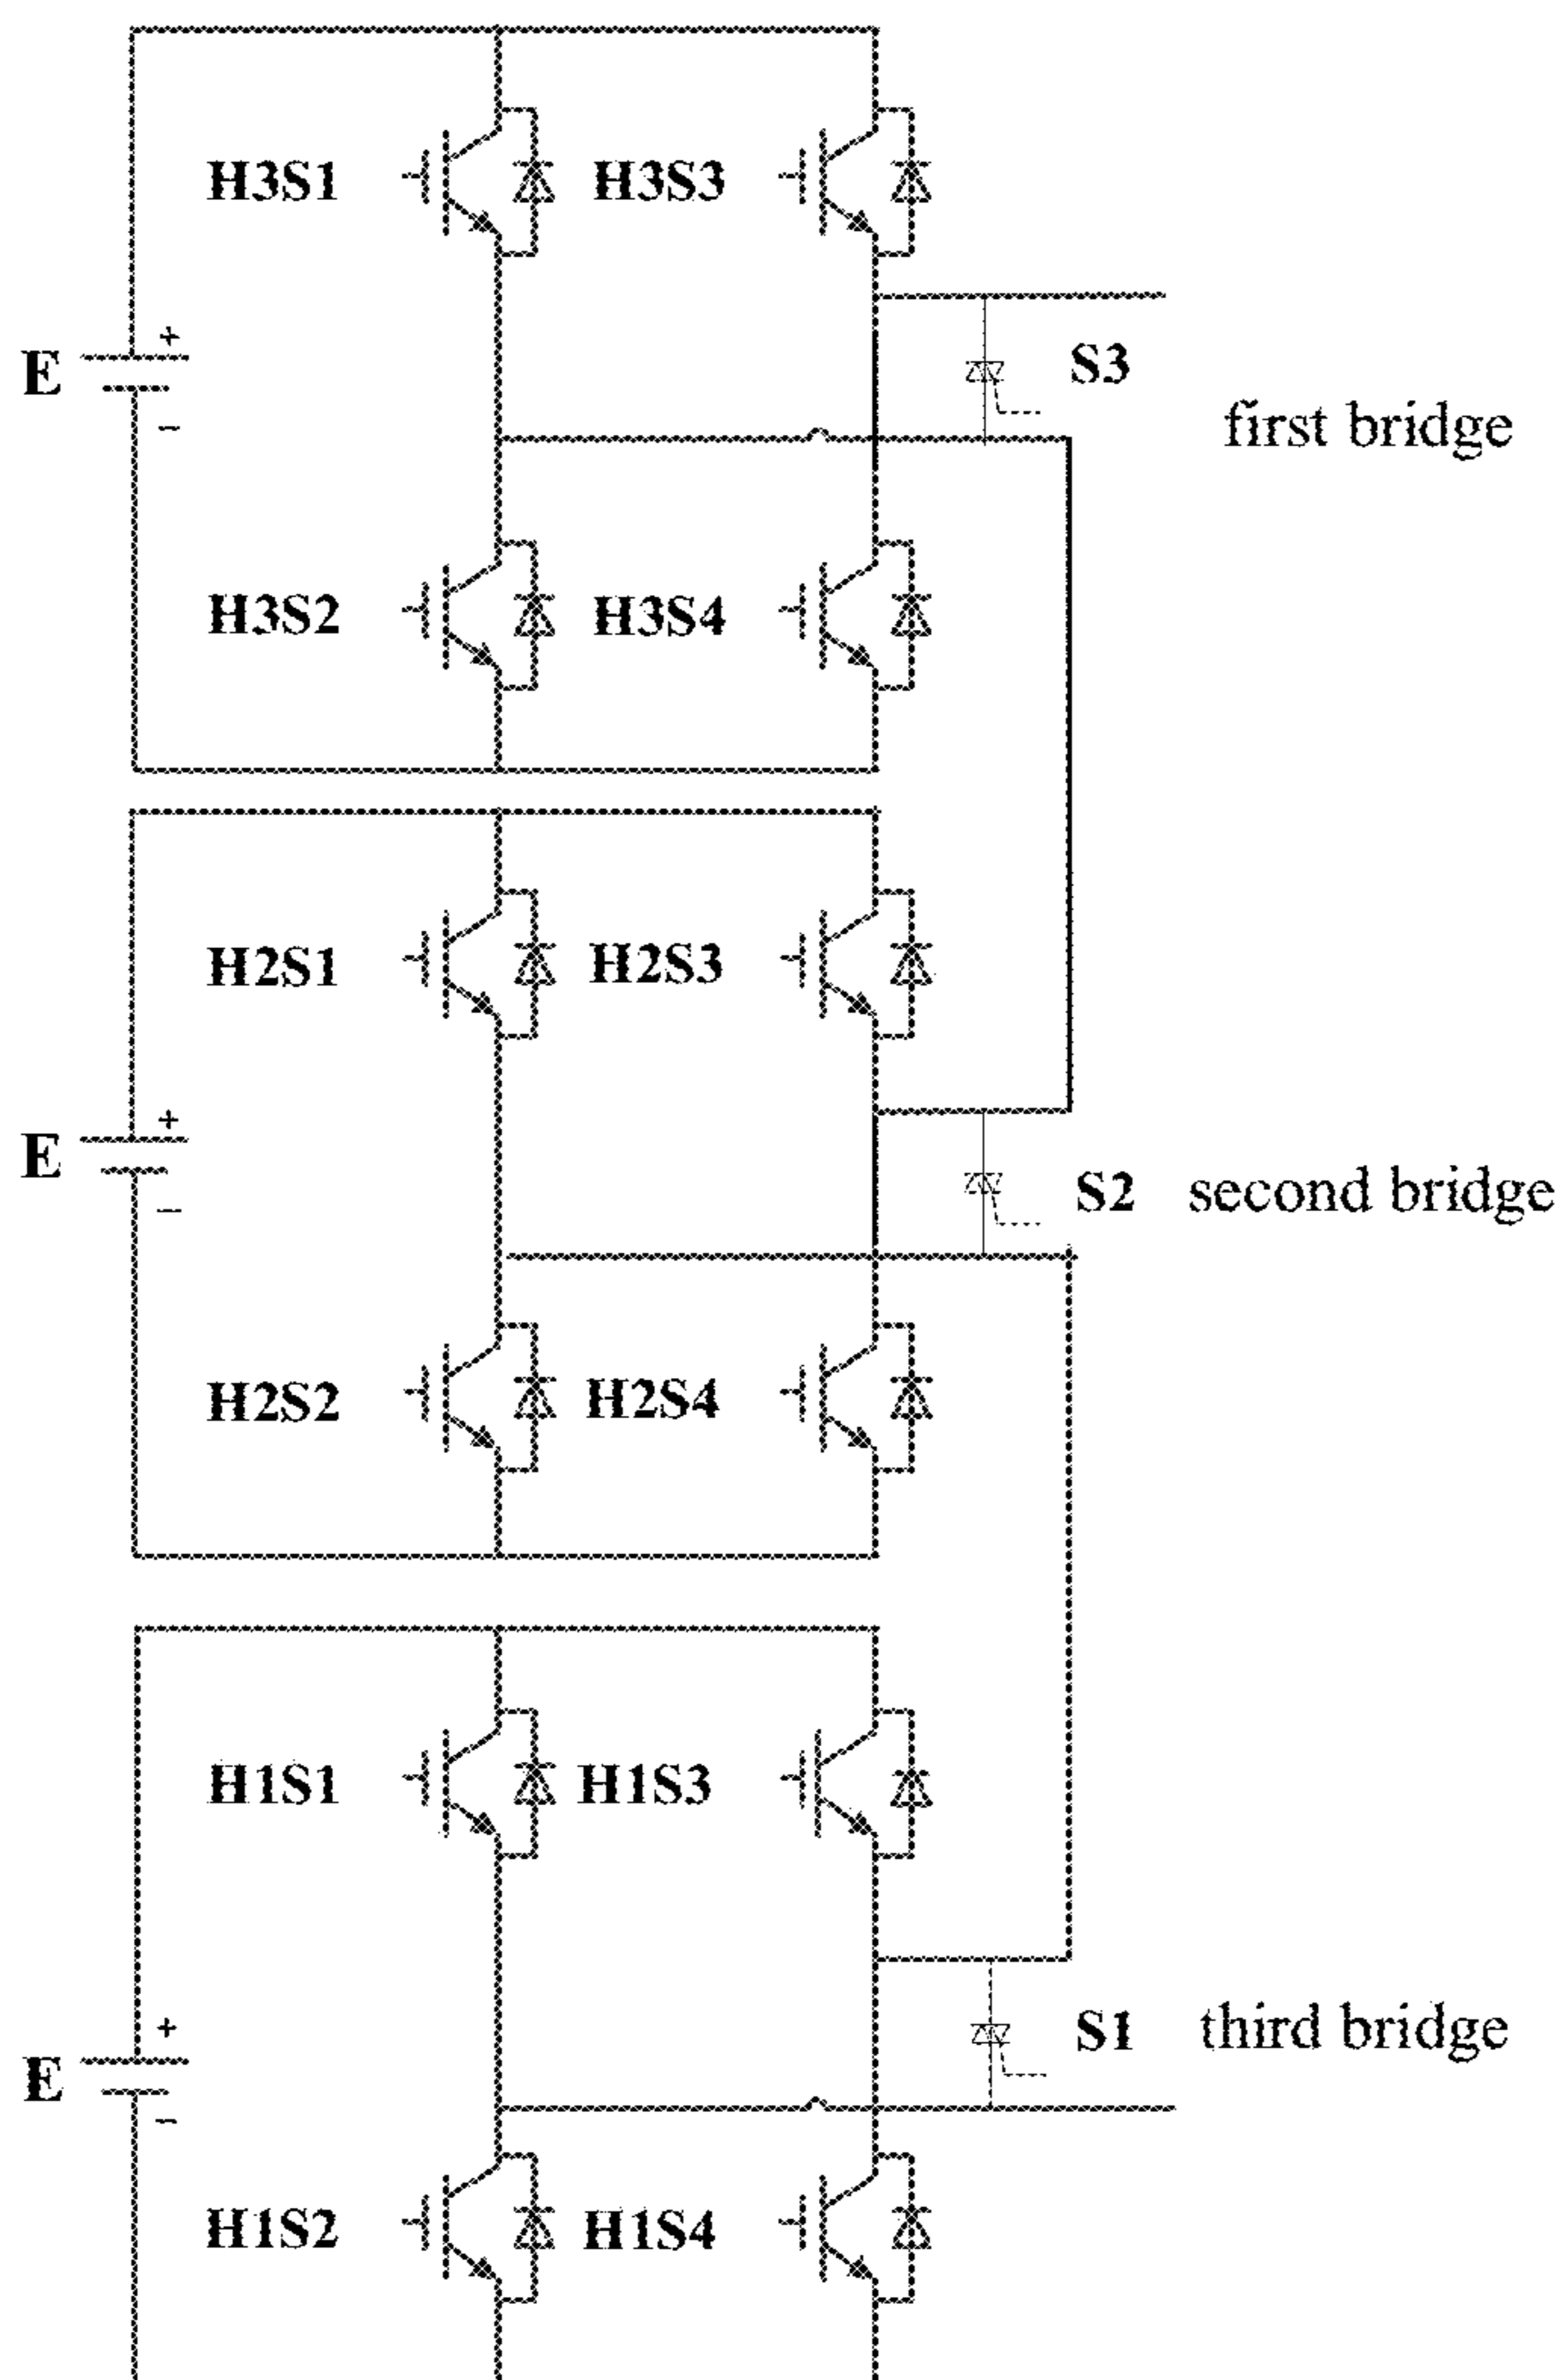 H3S1 H3S3
+
E
−
S3
first bridge
H3S2 H3S4
H2S1 H2S3
+
E
−
S2 second bridge
H2S2 H2S4
H1S1 H1S3
+
E
−
S1 third bridge
H1S2 H1S4